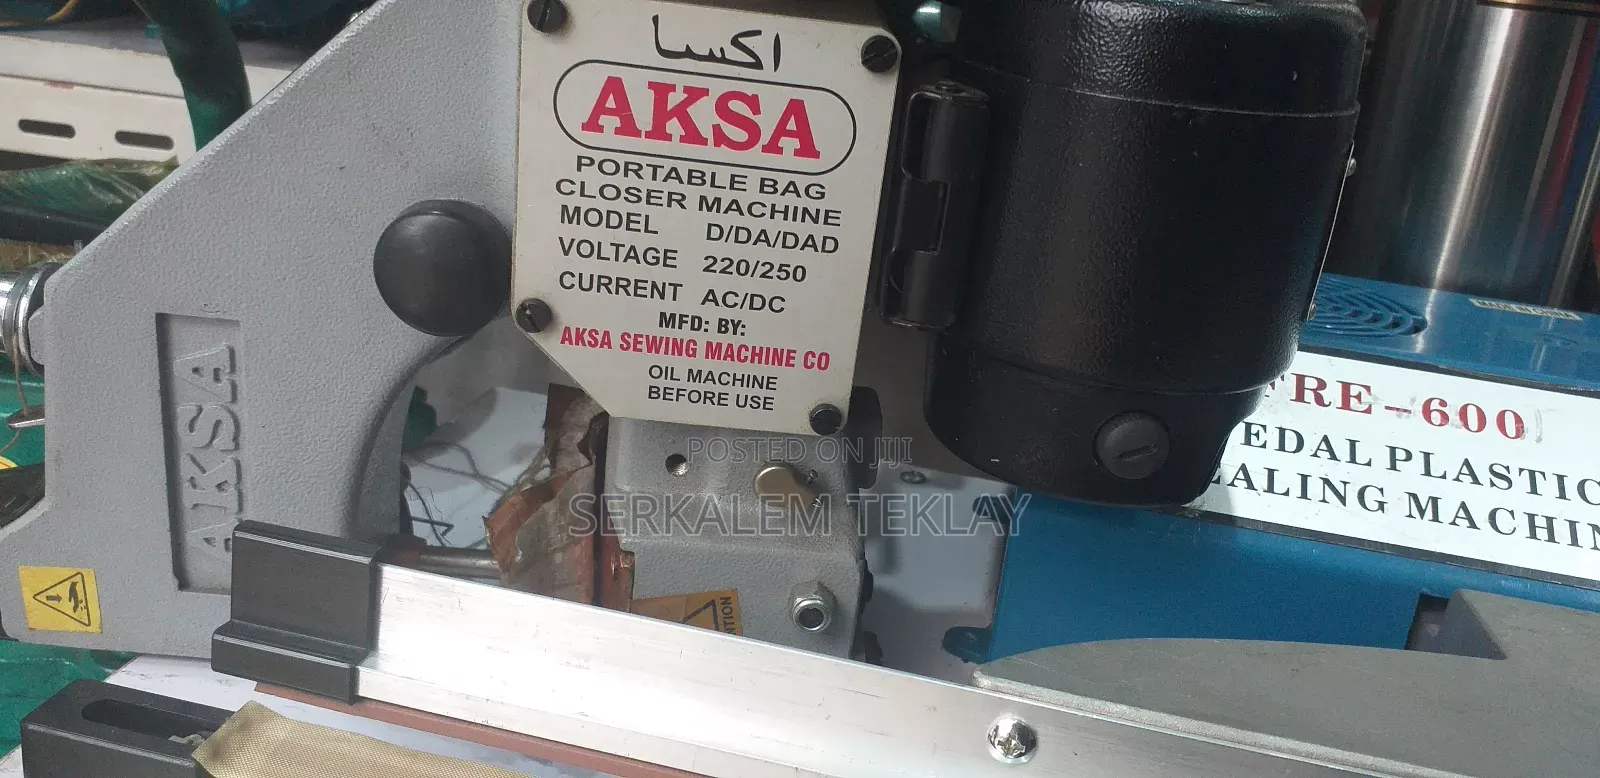 اكسا
AKSA
PORTABLE BAG
CLOSER MACHINE
MODEL D/DA/DAD
VOLTAGE 220/250
CURRENT AC/DC
MFD: BY:
AKSA SEWING MACHINE CO
OIL MACHINE
BEFORE USE
AKSA
FRE-600
EDAL PLASTIC
EALING MACHIN
POSTED ON JIJI
SERKALEM TEKLAY